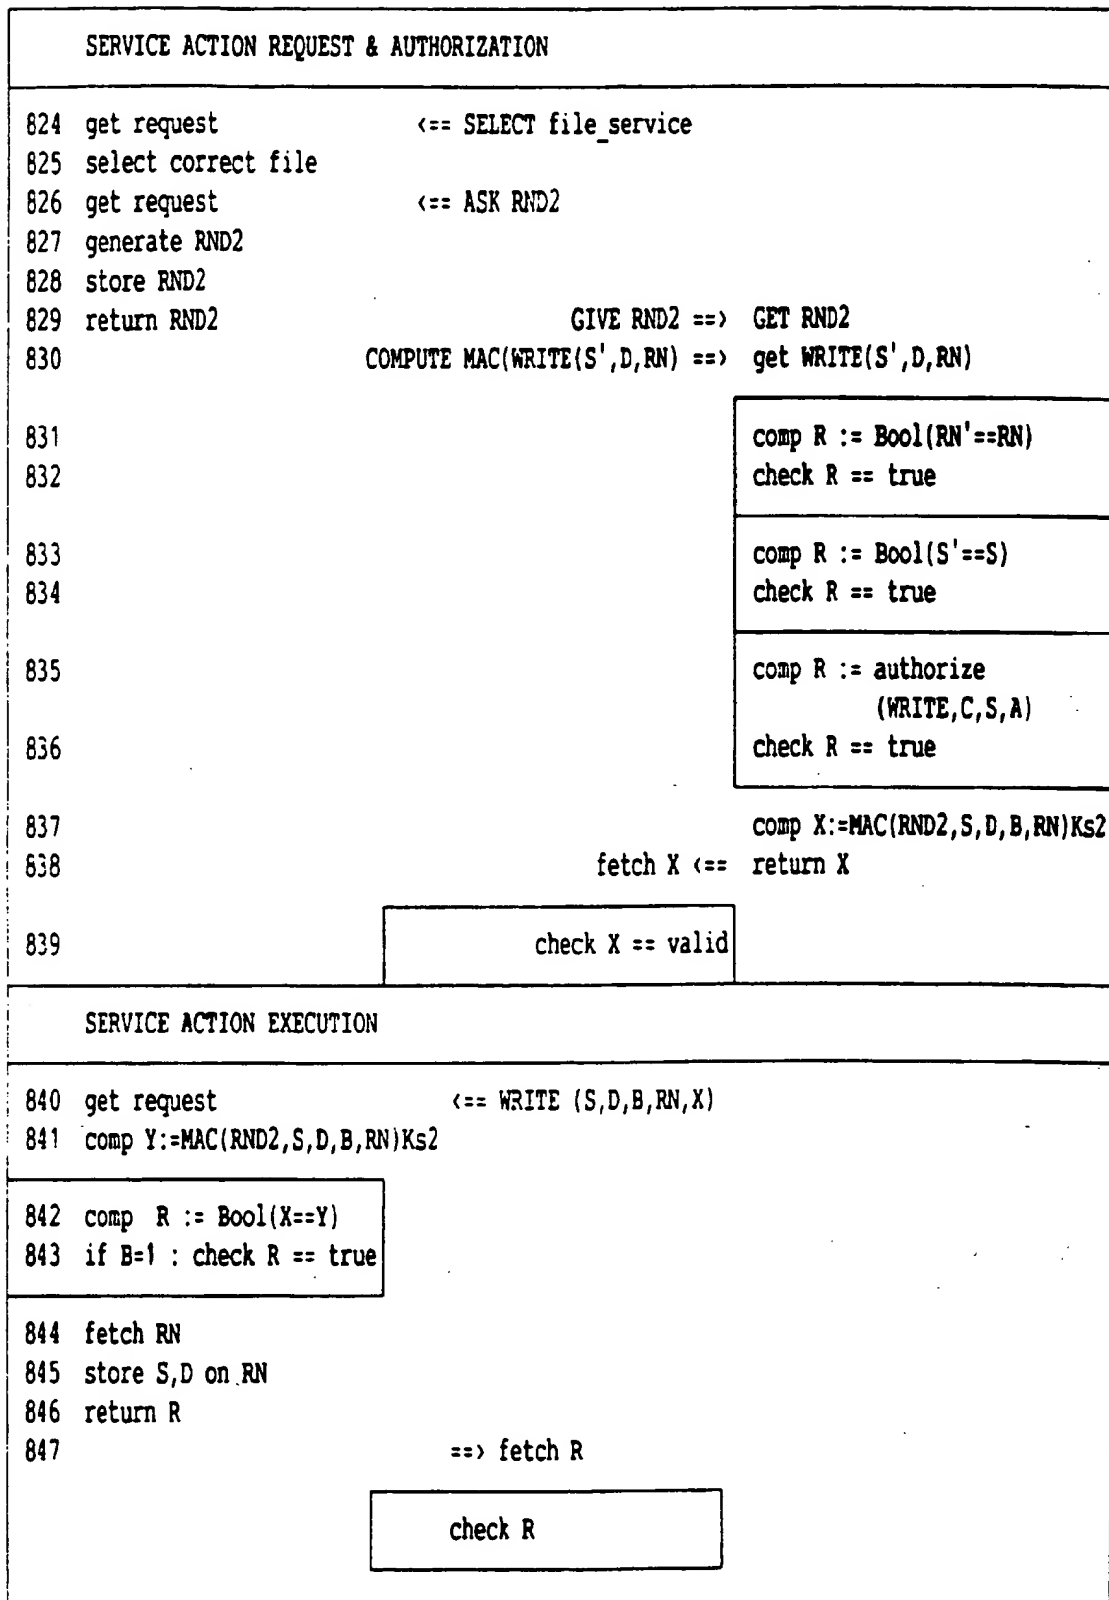 SERVICE ACTION REQUEST & AUTHORIZATION
824 get request <== SELECT file_service
825 select correct file
826 get request <== ASK RND2
827 generate RND2
828 store RND2
829 return RND2 GIVE RND2 ==> GET RND2
830 COMPUTE MAC(WRITE(S',D,RN) ==> get WRITE(S',D,RN)
831 comp R := Bool(RN'==RN)
832 check R == true
833 comp R := Bool(S'==S)
834 check R == true
835 comp R := authorize
(WRITE,C,S,A)
836 check R == true
837 comp X:=MAC(RND2,S,D,B,RN)Ks2
838 fetch X <== return X
839 check X == valid
SERVICE ACTION EXECUTION
840 get request <== WRITE (S,D,B,RN,X)
841 comp Y:=MAC(RND2,S,D,B,RN)Ks2
842 comp R := Bool(X==Y)
843 if B=1 : check R == true
844 fetch RN
845 store S,D on RN
846 return R
847 ==> fetch R
check R